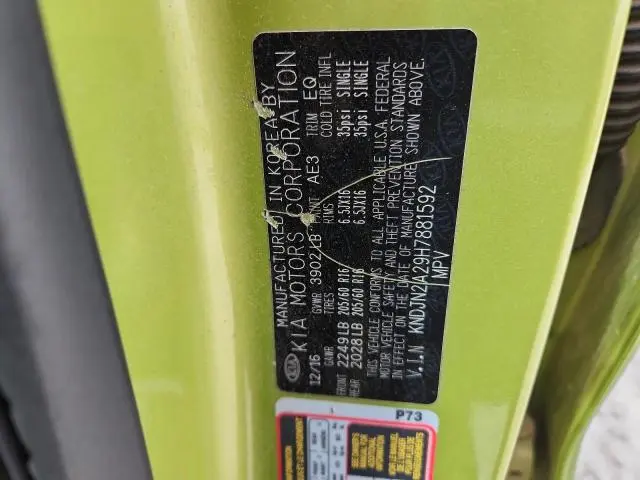 MANUFACTURED IN KOREA BY
KIA MOTORS CORPORATION
12/16 GVWR 3902LB PAINT AE3 TRIM EQ
GAWR TIRES RIMS COLD TIRE INFL
FRONT 2249LB 205/60 R16 6.5JX16 35psi SINGLE
REAR 2028LB 205/60 R16 6.5JX16 35psi SINGLE
THIS VEHICLE CONFORMS TO ALL APPLICABLE U.S.A. FEDERAL
MOTOR VEHICLE SAFETY AND THEFT PREVENTION STANDARDS
IN EFFECT ON THE DATE OF MANUFACTURE SHOWN ABOVE.
V.I.N KNDJN2A29H7881592
/MPV
KIA
P73